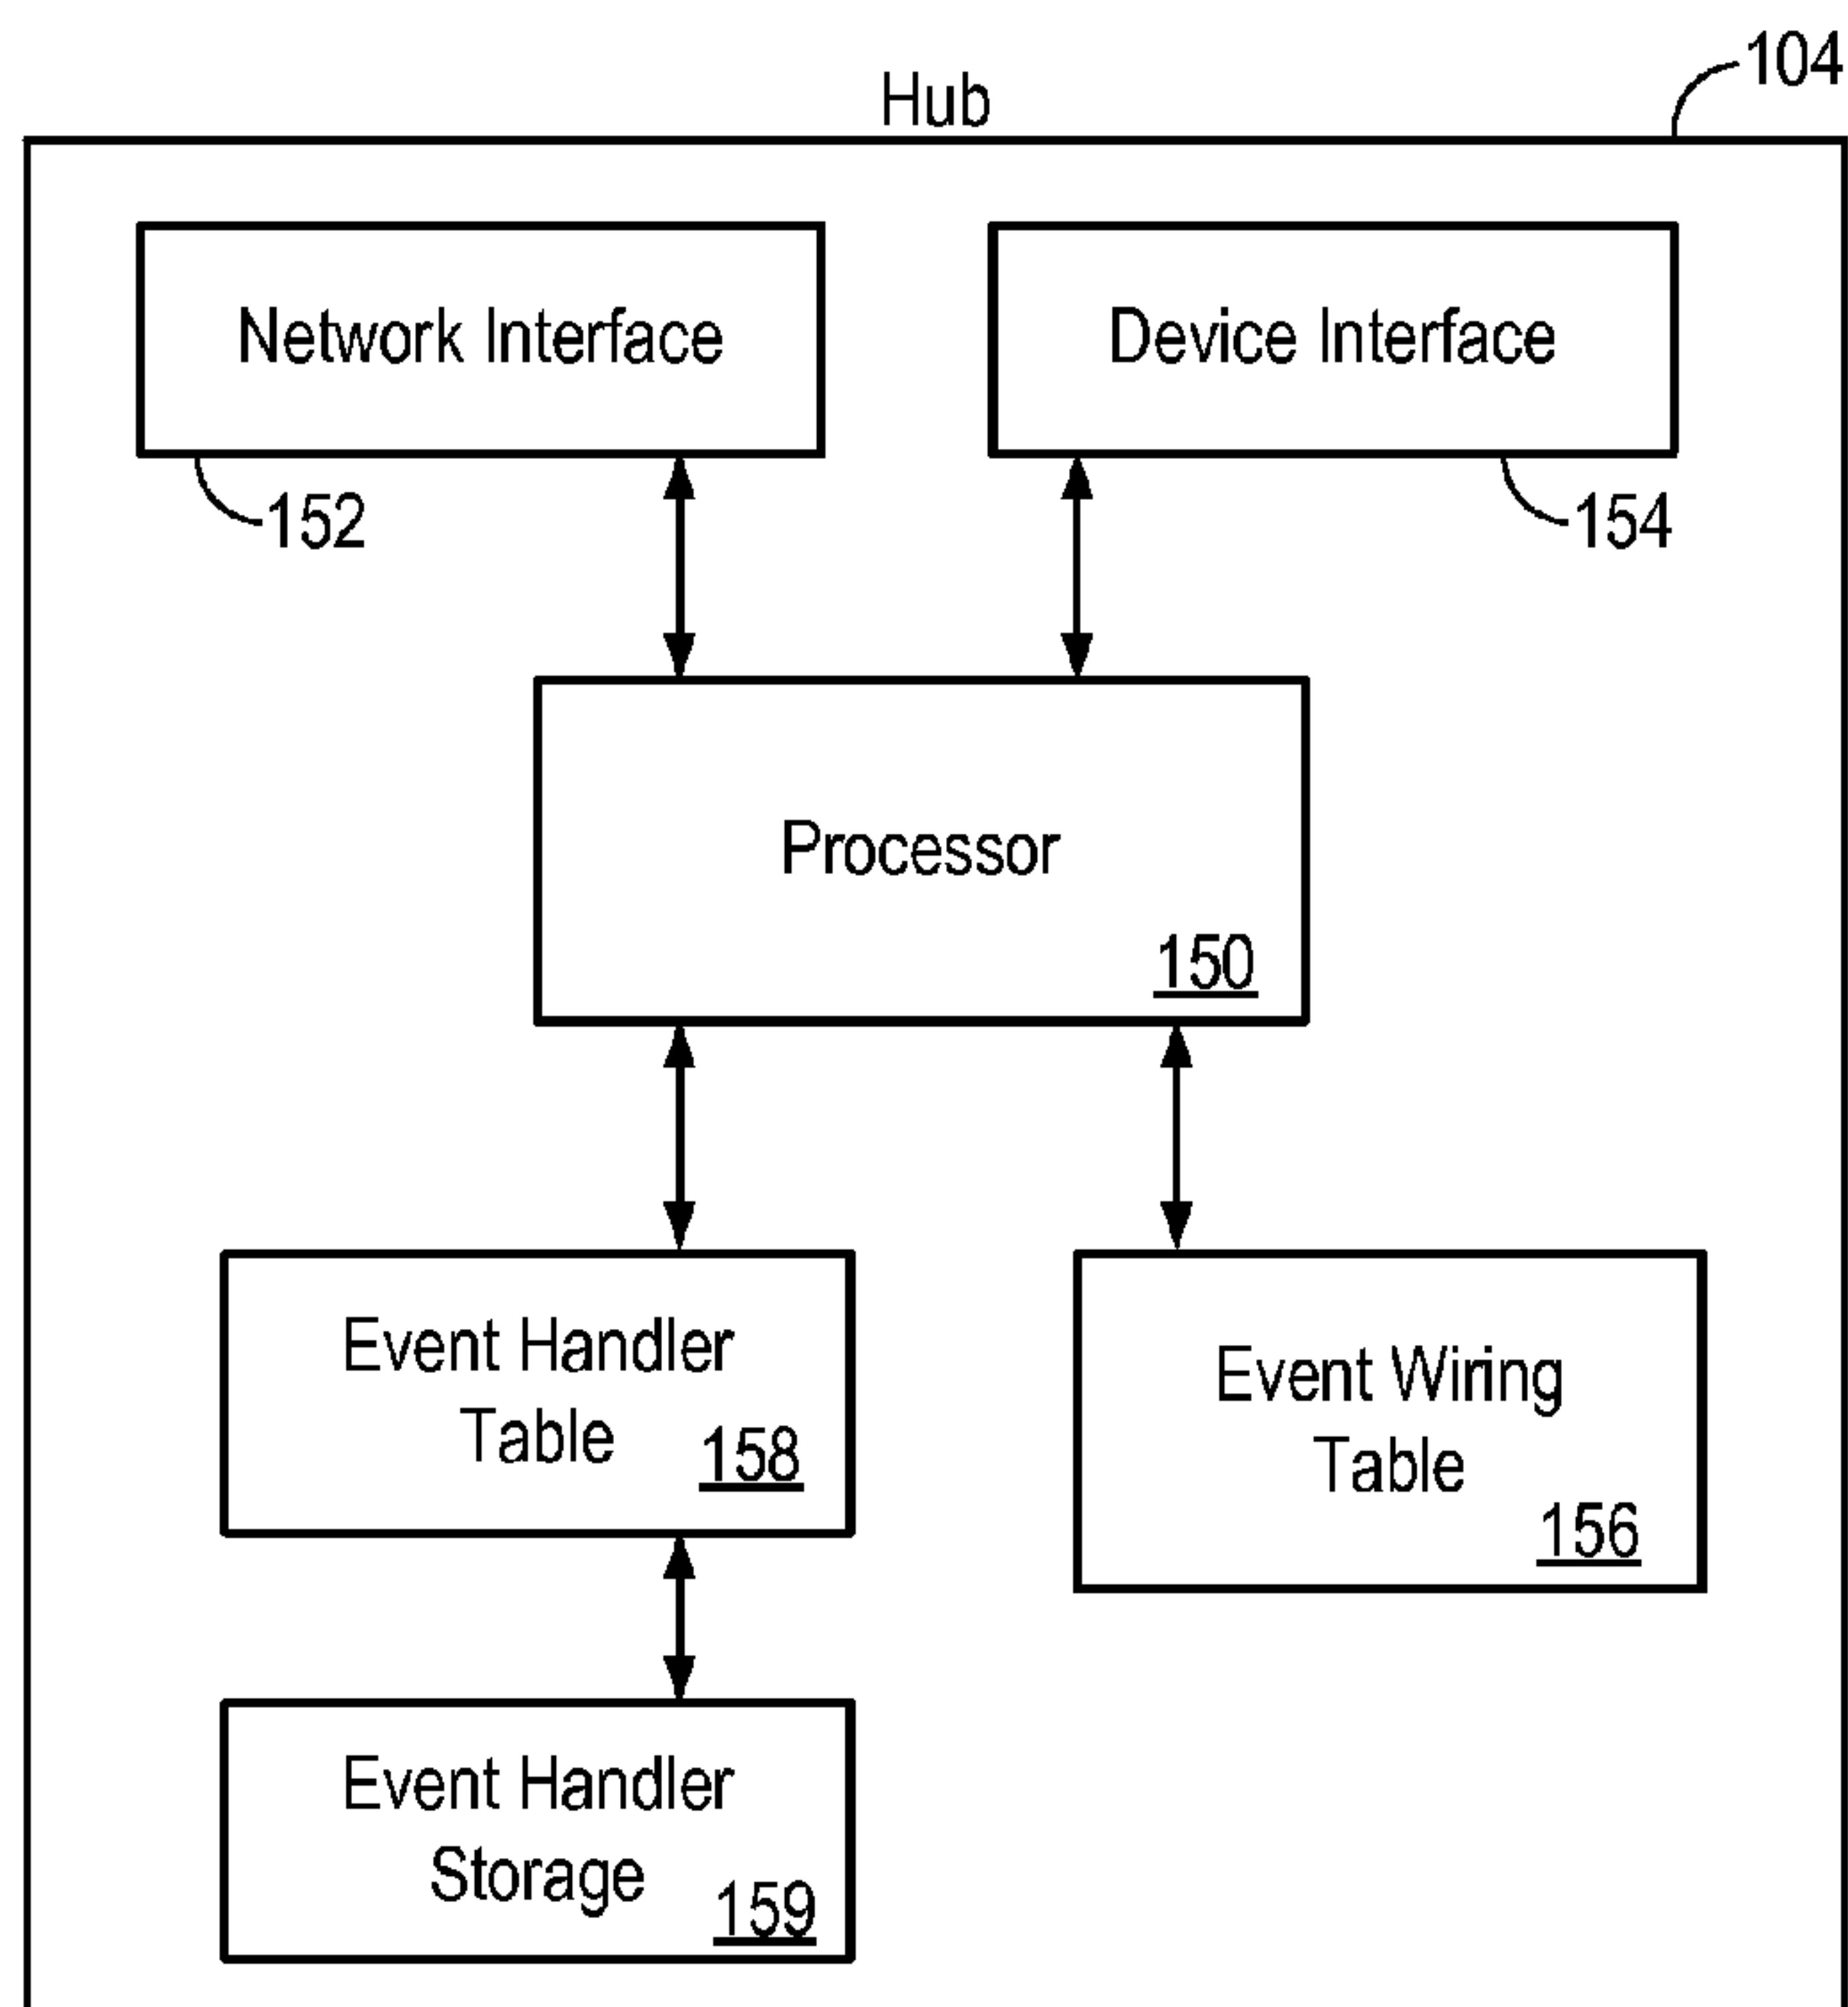 104
Hub
Network Interface
Device Interface
152
154
Processor
150
Event Handler
Table
158
Event Wiring
Table
156
Event Handler
Storage
159